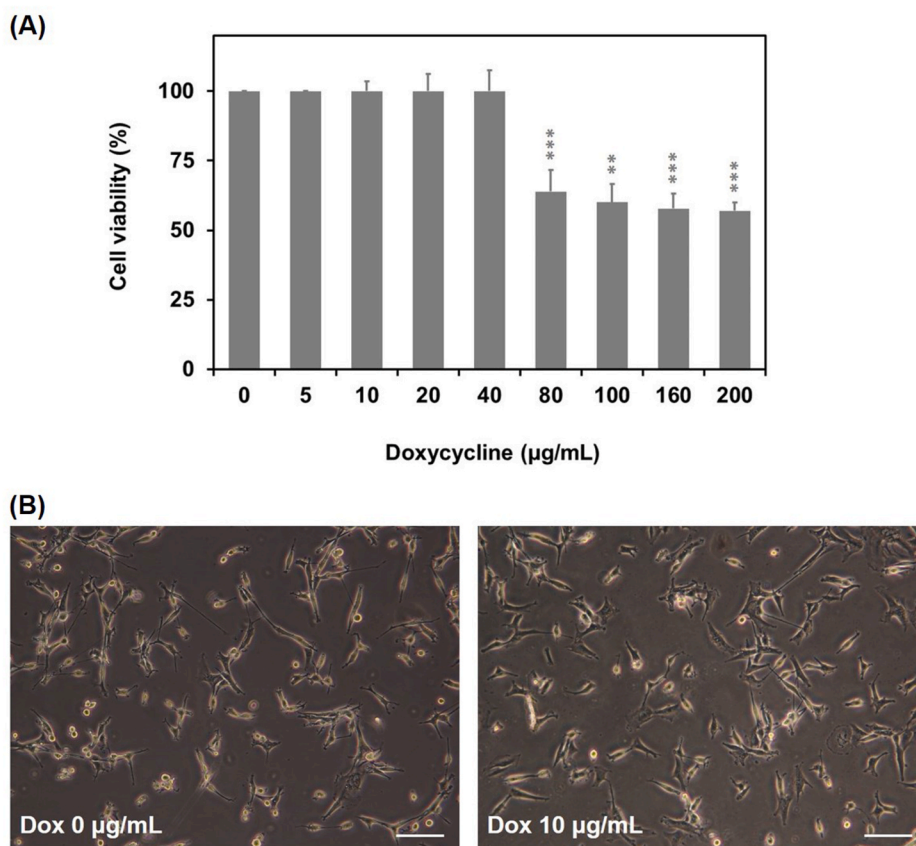 (A)
Cell viability (%)
100
75
50
25
0
***
**
***
***
0 5 10 20 40 80 100 160 200
Doxycycline (µg/mL)
(B)
Dox 0 µg/mL
Dox 10 µg/mL